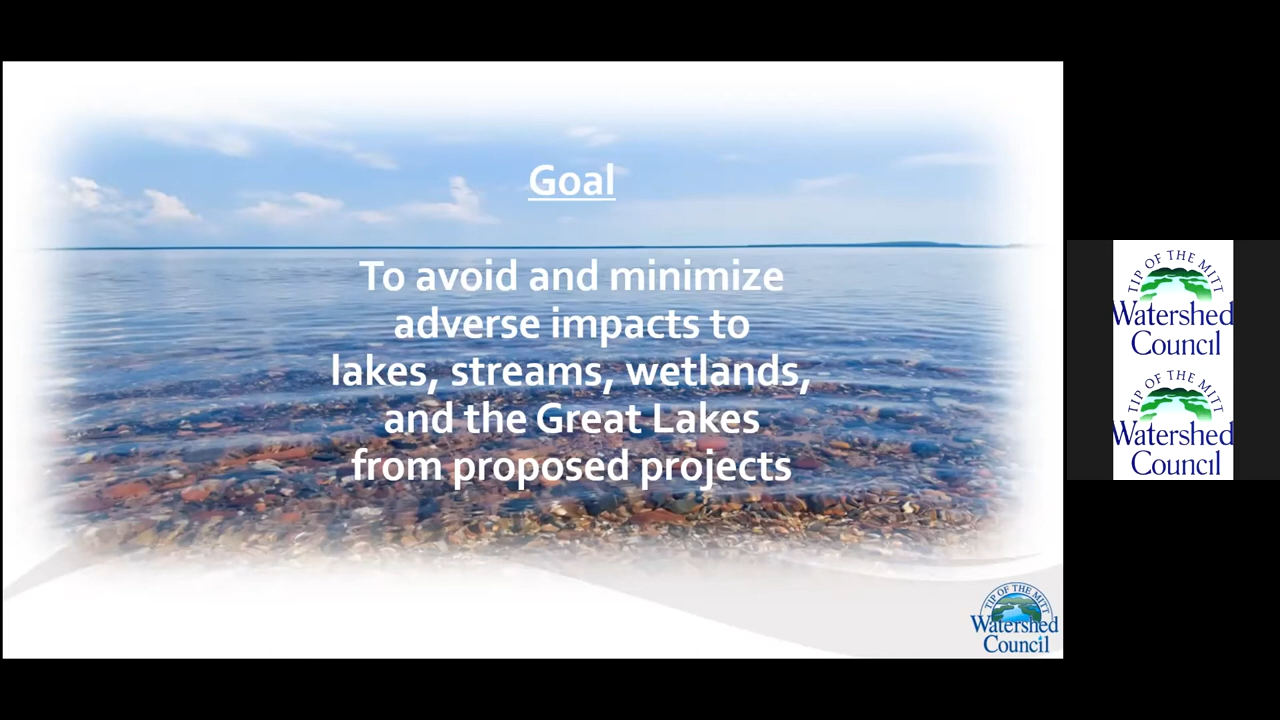 Goal
To avoid and minimize
adverse impacts to
lakes, streams, wetlands,
and the Great Lakes
from proposed projects
TIP OF THE MITT
Watershed
Council
TIP OF THE MITT
Watershed
Council
TIP OF THE MITT
Watershed
Council